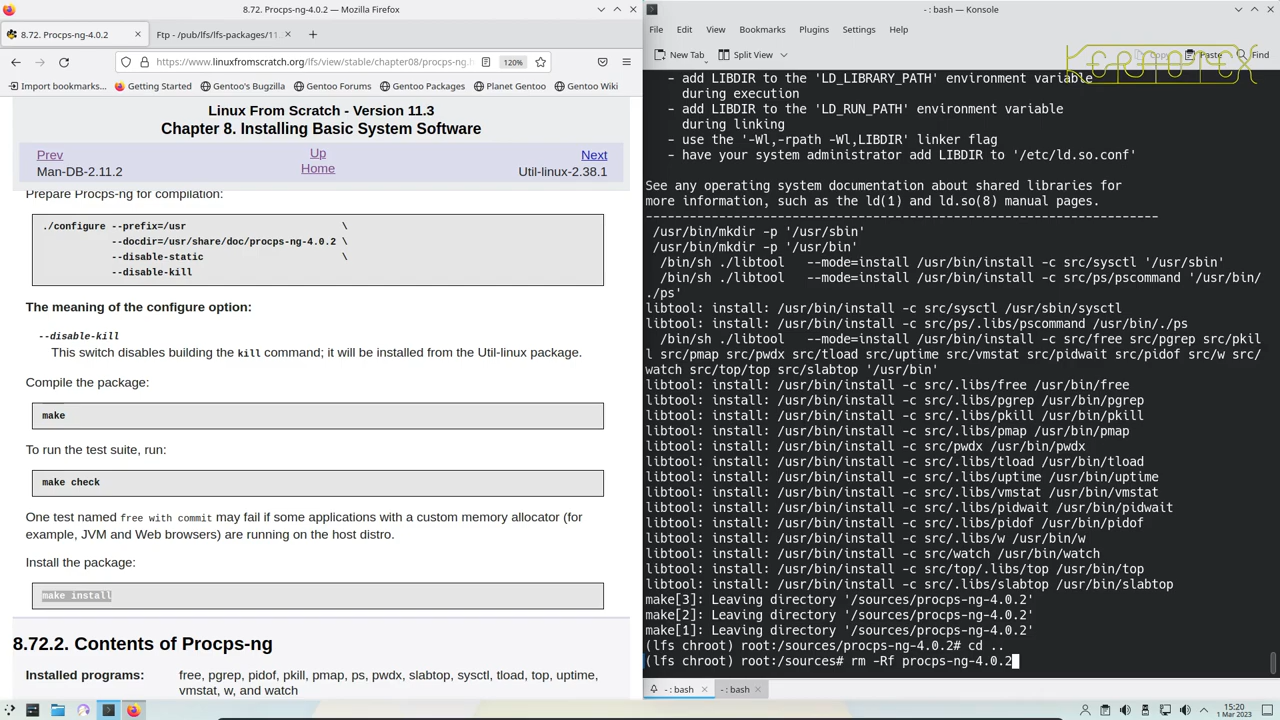 8.72. Procps-ng-4.0.2 — Mozilla Firefox
8.72. Procps-ng-4.0.2
Ftp - /pub/lfs/lfs-packages/11.
https://www.linuxfromscratch.org/lfs/view/stable/chapter08/procps-ng.
120%
Import bookmarks...
Getting Started
Gentoo's Bugzilla
Gentoo Forums
Gentoo Packages
Planet Gentoo
Gentoo Wiki
Linux From Scratch - Version 11.3
Chapter 8. Installing Basic System Software
Prev
Up
Next
Man-DB-2.11.2
Home
Util-linux-2.38.1
Prepare Procps-ng for compilation:
./configure --prefix=/usr \
--docdir=/usr/share/doc/procps-ng-4.0.2 \
--disable-static \
--disable-kill
The meaning of the configure option:
--disable-kill
This switch disables building the kill command; it will be installed from the Util-linux package.
Compile the package:
make
To run the test suite, run:
make check
One test named free with commit may fail if some applications with a custom memory allocator (for
example, JVM and Web browsers) are running on the host distro.
Install the package:
make install
8.72.2. Contents of Procps-ng
Installed programs: free, pgrep, pidof, pkill, pmap, ps, pwdx, slabtop, sysctl, tload, top, uptime,
vmstat, w, and watch
- : bash — Konsole
File Edit View Bookmarks Plugins Settings Help
New Tab
Split View
Copy
Paste
Find
KERNOTEX
- add LIBDIR to the 'LD_LIBRARY_PATH' environment variable
during execution
- add LIBDIR to the 'LD_RUN_PATH' environment variable
during linking
- use the '-Wl,-rpath -Wl,LIBDIR' linker flag
- have your system administrator add LIBDIR to '/etc/ld.so.conf'
See any operating system documentation about shared libraries for
more information, such as the ld(1) and ld.so(8) manual pages.
----------------------------------------------------------------------
/usr/bin/mkdir -p '/usr/sbin'
/usr/bin/mkdir -p '/usr/bin'
/bin/sh ./libtool --mode=install /usr/bin/install -c src/sysctl '/usr/sbin'
/bin/sh ./libtool --mode=install /usr/bin/install -c src/ps/pscommand '/usr/bin/
./ps'
libtool: install: /usr/bin/install -c src/sysctl /usr/sbin/sysctl
libtool: install: /usr/bin/install -c src/ps/.libs/pscommand /usr/bin/./ps
/bin/sh ./libtool --mode=install /usr/bin/install -c src/free src/pgrep src/pkil
l src/pmap src/pwdx src/tload src/uptime src/vmstat src/pidwait src/pidof src/w src/
watch src/top/top src/slabtop '/usr/bin'
libtool: install: /usr/bin/install -c src/.libs/free /usr/bin/free
libtool: install: /usr/bin/install -c src/.libs/pgrep /usr/bin/pgrep
libtool: install: /usr/bin/install -c src/.libs/pkill /usr/bin/pkill
libtool: install: /usr/bin/install -c src/.libs/pmap /usr/bin/pmap
libtool: install: /usr/bin/install -c src/pwdx /usr/bin/pwdx
libtool: install: /usr/bin/install -c src/.libs/tload /usr/bin/tload
libtool: install: /usr/bin/install -c src/.libs/uptime /usr/bin/uptime
libtool: install: /usr/bin/install -c src/.libs/vmstat /usr/bin/vmstat
libtool: install: /usr/bin/install -c src/.libs/pidwait /usr/bin/pidwait
libtool: install: /usr/bin/install -c src/.libs/pidof /usr/bin/pidof
libtool: install: /usr/bin/install -c src/.libs/w /usr/bin/w
libtool: install: /usr/bin/install -c src/watch /usr/bin/watch
libtool: install: /usr/bin/install -c src/top/.libs/top /usr/bin/top
libtool: install: /usr/bin/install -c src/.libs/slabtop /usr/bin/slabtop
make[3]: Leaving directory '/sources/procps-ng-4.0.2'
make[2]: Leaving directory '/sources/procps-ng-4.0.2'
make[1]: Leaving directory '/sources/procps-ng-4.0.2'
(lfs chroot) root:/sources/procps-ng-4.0.2# cd ..
(lfs chroot) root:/sources# rm -Rf procps-ng-4.0.2
- : bash
- : bash
15:20
1 Mar 2023